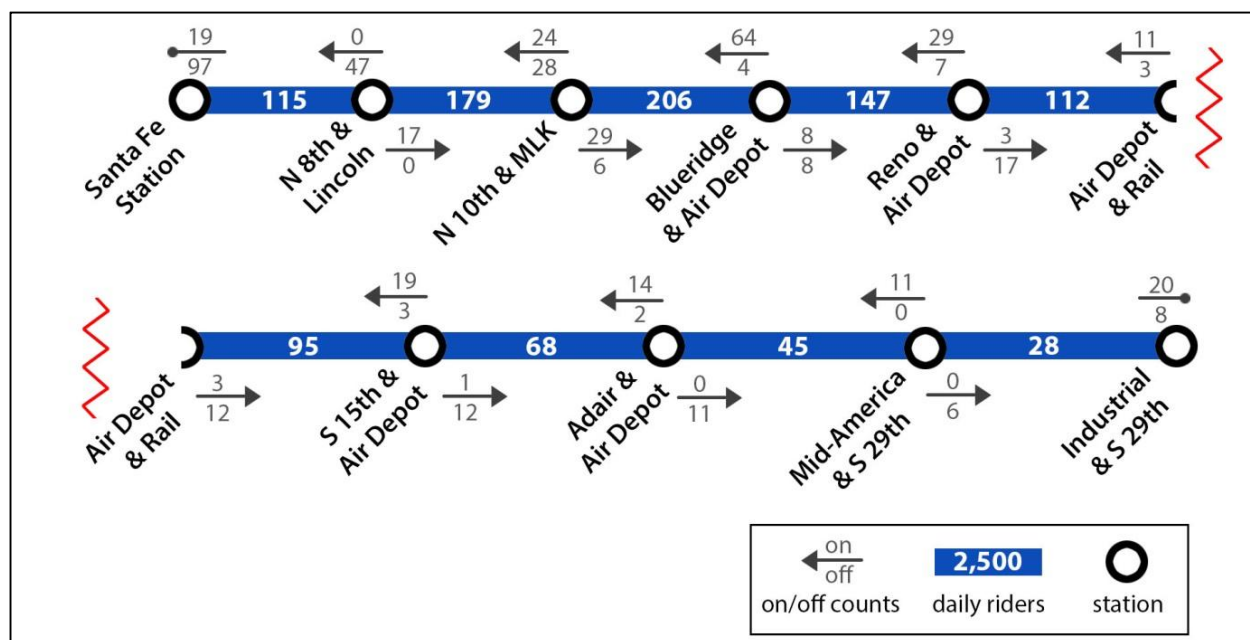 19
97
0
47
24
28
64
4
29
7
11
3
115
179
206
147
112
Santa Fe
Station
N 8th &
Lincoln
17
0
N 10th & MLK
29
6
Blueridge
& Air Depot
8
8
Reno &
Air Depot
3
17
Air Depot
& Rail
19
3
14
2
11
0
20
8
95
68
45
28
Air Depot
& Rail
3
12
S 15th &
Air Depot
1
12
Adair &
Air Depot
0
11
Mid-America
& S 29th
0
6
Industrial
& S 29th
on
off
on/off counts
2,500
daily riders
station